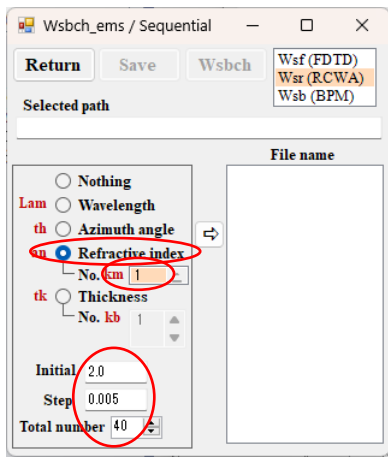 Wsbch_ems / Sequential
Return Save Wsbch
Wsf (FDTD)
Wsr (RCWA)
Wsb (BPM)
Selected path
File name
Nothing
Lam Wavelength
th Azimuth angle
an Refractive index
No. km 1
tk Thickness
No. kb 1
Initial 2.0
Step 0.005
Total number 40